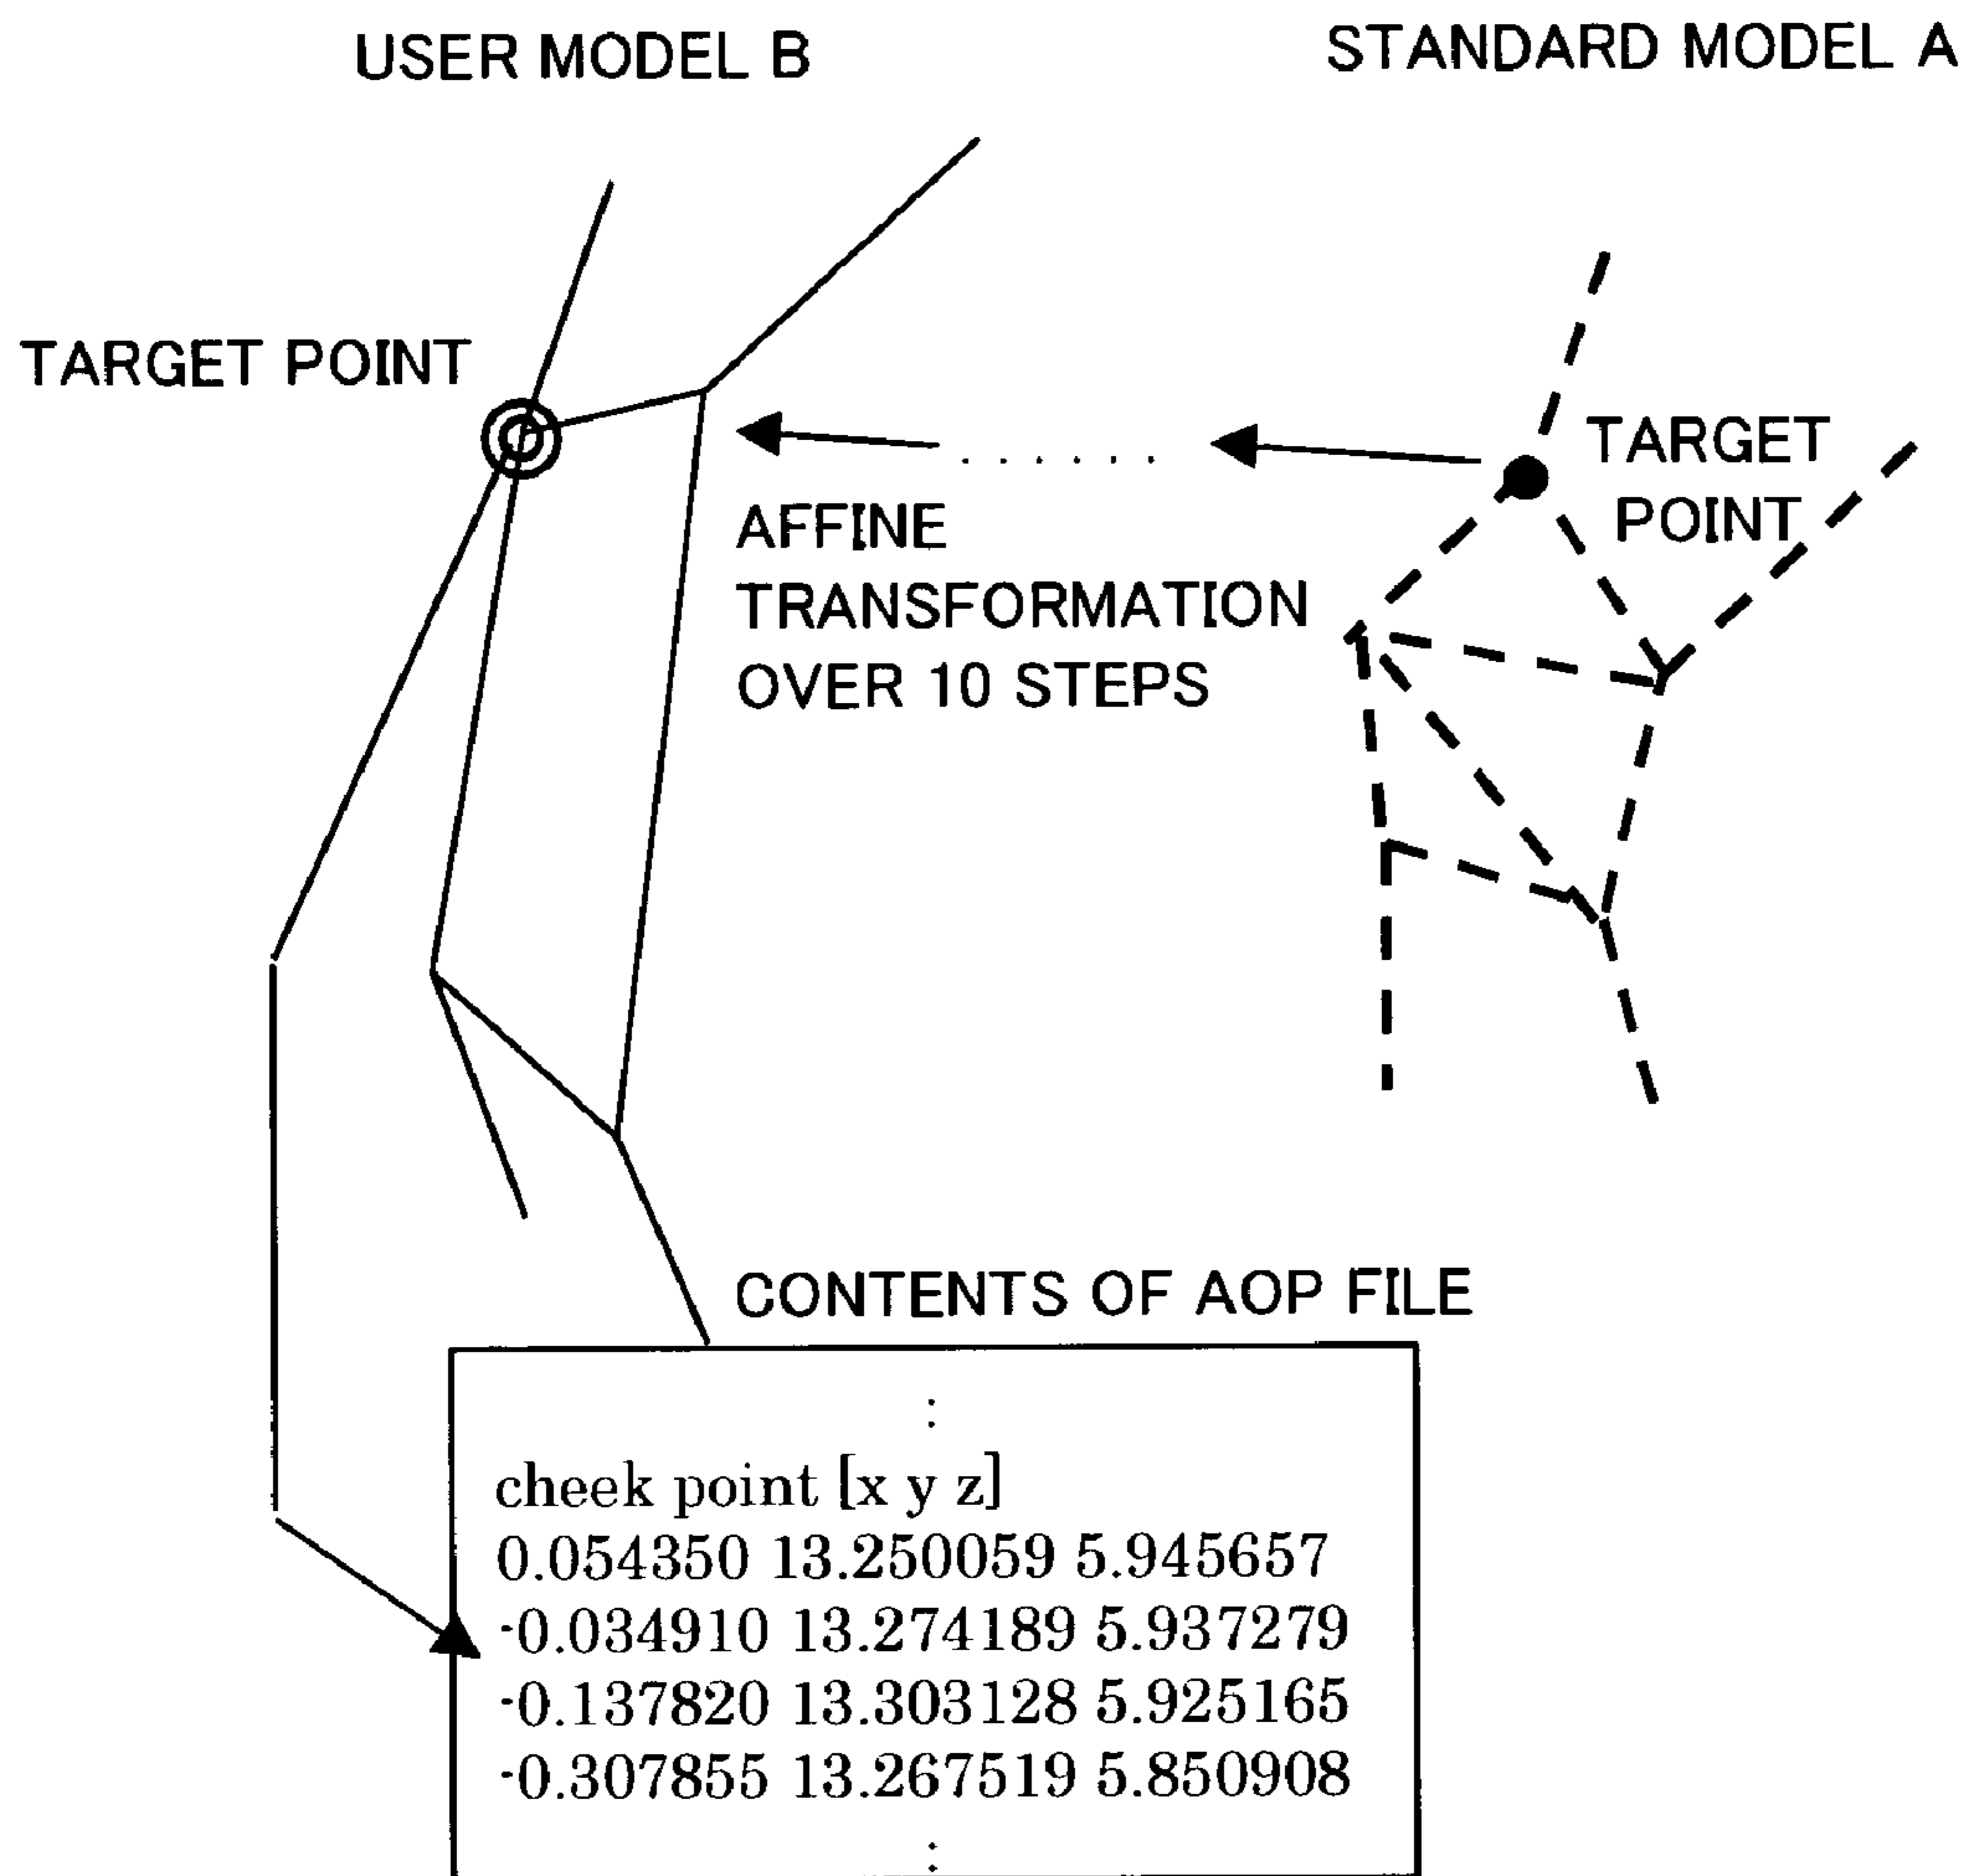 USER MODEL B
STANDARD MODEL A
TARGET POINT
TARGET
POINT
AFFINE
TRANSFORMATION
OVER 10 STEPS
CONTENTS OF AOP FILE
:
cheek point [x y z]
0.054350 13.250059 5.945657
-0.034910 13.274189 5.937279
-0.137820 13.303128 5.925165
-0.307855 13.267519 5.850908
: